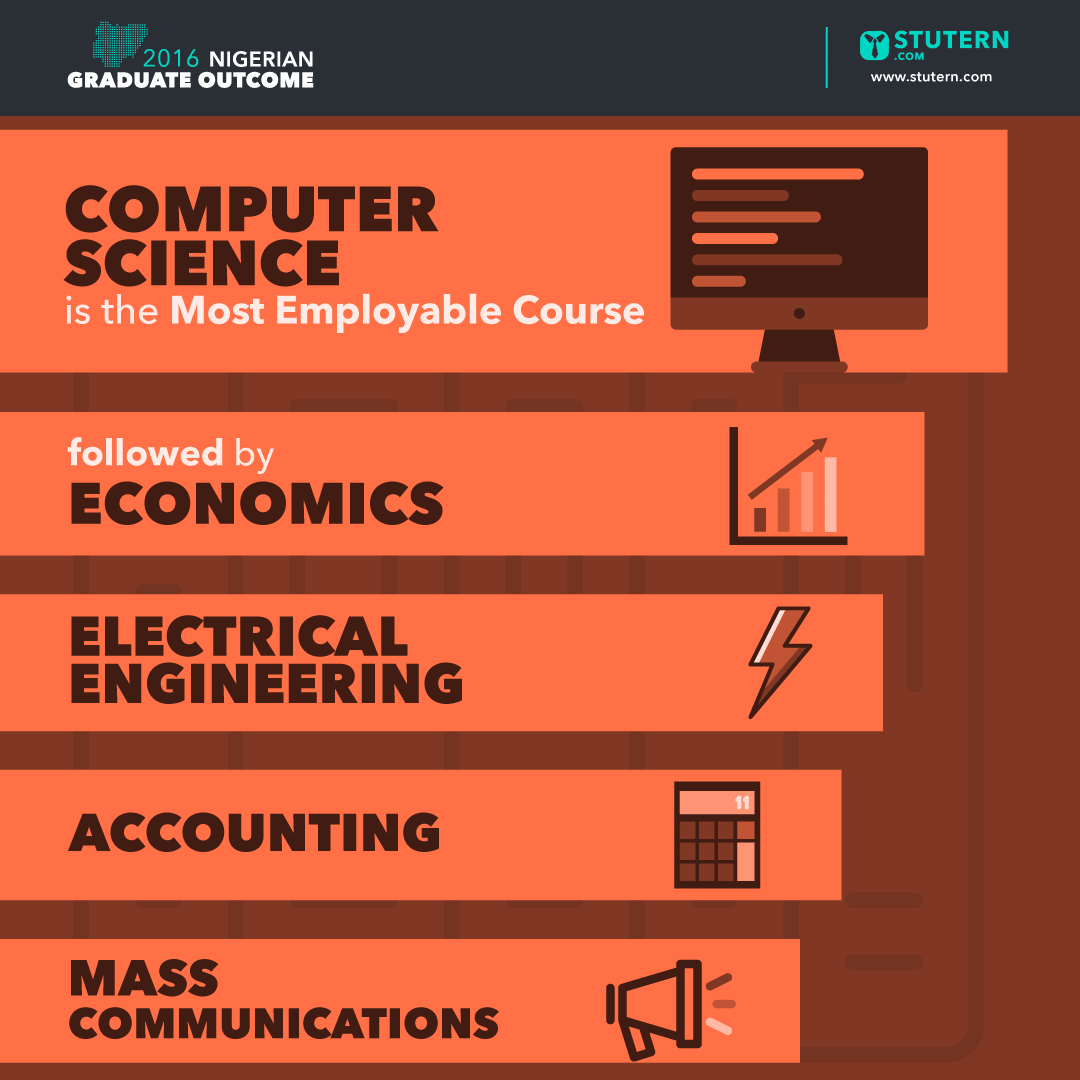 2016 NIGERIAN
GRADUATE OUTCOME
STUTERN
.COM
www.stutern.com
COMPUTER
SCIENCE
is the Most Employable Course
followed by
ECONOMICS
ELECTRICAL
ENGINEERING
ACCOUNTING
11
MASS
COMMUNICATIONS